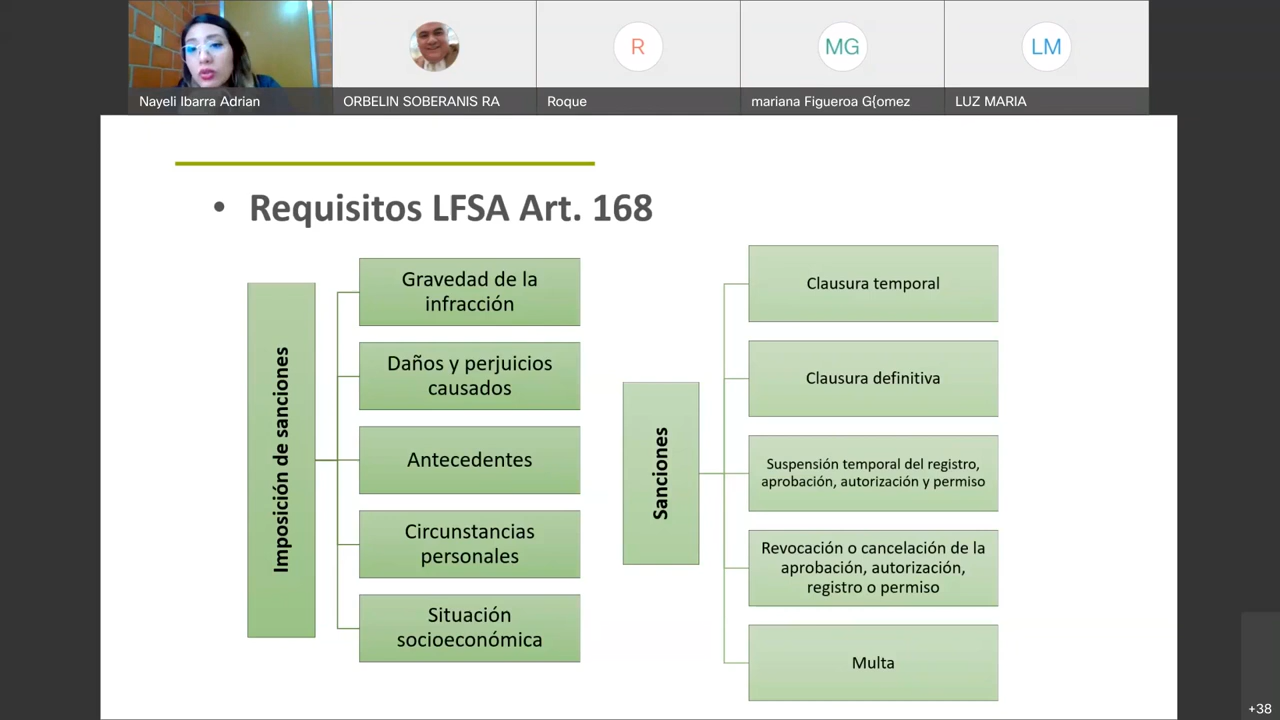 Nayeli Ibarra Adrian
ORBELIN SOBERANIS RA
R
Roque
MG
mariana Figueroa G{omez
LM
LUZ MARIA
• Requisitos LFSA Art. 168
Imposición de sanciones
Gravedad de la
infracción
Daños y perjuicios
causados
Antecedentes
Circunstancias
personales
Situación
socioeconómica
Sanciones
Clausura temporal
Clausura definitiva
Suspensión temporal del registro,
aprobación, autorización y permiso
Revocación o cancelación de la
aprobación, autorización,
registro o permiso
Multa
+38